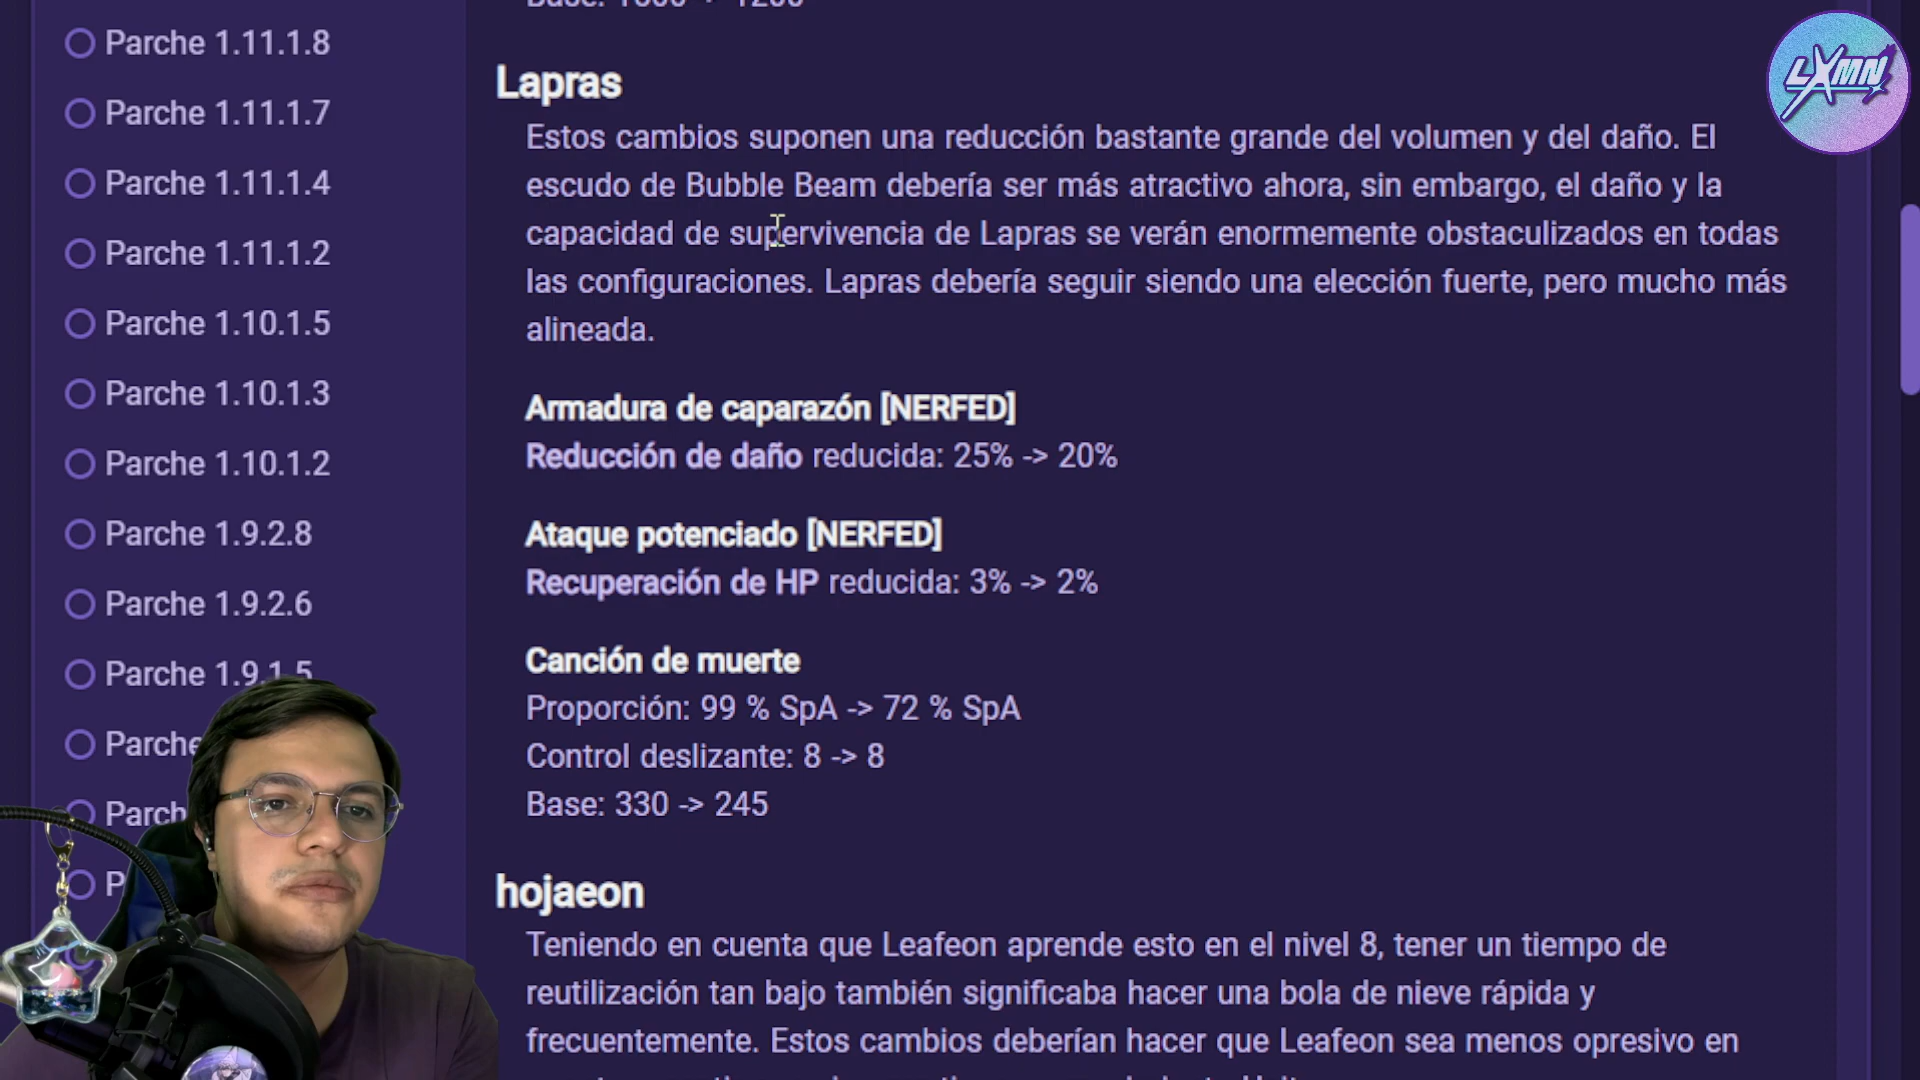 Parche 1.11.1.8
Parche 1.11.1.7
Parche 1.11.1.4
Parche 1.11.1.2
Parche 1.10.1.5
Parche 1.10.1.3
Parche 1.10.1.2
Parche 1.9.2.8
Parche 1.9.2.6
Parche 1.9.1.5
Parche
Parch
P
Lapras
Estos cambios suponen una reducción bastante grande del volumen y del daño. El
escudo de Bubble Beam debería ser más atractivo ahora, sin embargo, el daño y la
capacidad de supervivencia de Lapras se verán enormemente obstaculizados en todas
las configuraciones. Lapras debería seguir siendo una elección fuerte, pero mucho más
alineada.
Armadura de caparazón [NERFED]
Reducción de daño reducida: 25% -> 20%
Ataque potenciado [NERFED]
Recuperación de HP reducida: 3% -> 2%
Canción de muerte
Proporción: 99 % SpA -> 72 % SpA
Control deslizante: 8 -> 8
Base: 330 -> 245
hojaeon
Teniendo en cuenta que Leafeon aprende esto en el nivel 8, tener un tiempo de
reutilización tan bajo también significaba hacer una bola de nieve rápida y
frecuentemente. Estos cambios deberían hacer que Leafeon sea menos opresivo en
LXMN